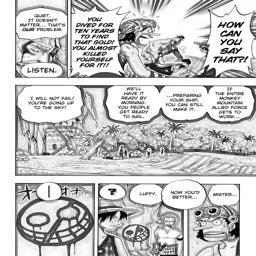 HOW
CAN YOU
SAY
THAT?!
YOU
DIVED FOR
TEN YEARS
TO FIND
THAT GOLD!
YOU ALMOST
KILLED
YOURSELF
FOR IT!!
QUIET.
IT DOESN'T
MATTER... THAT'S
OUR PROBLEM.
LISTEN.
IF THE
ENTIRE MONKEY
MOUNTAIN
ALLIED FORCE
GETS TO
WORK...
...PREPARING
YOUR SHIP,
YOU CAN STILL
MAKE IT.
WE'LL
HAVE IT
READY BY
MORNING.
YOU PEOPLE
GET READY
TO SAIL.
I WILL NOT FAIL!
YOU'RE GOING UP
TO THE SKY!
MISTER...
NOW YOU'D
BETTER...
LUFFY.
?
!